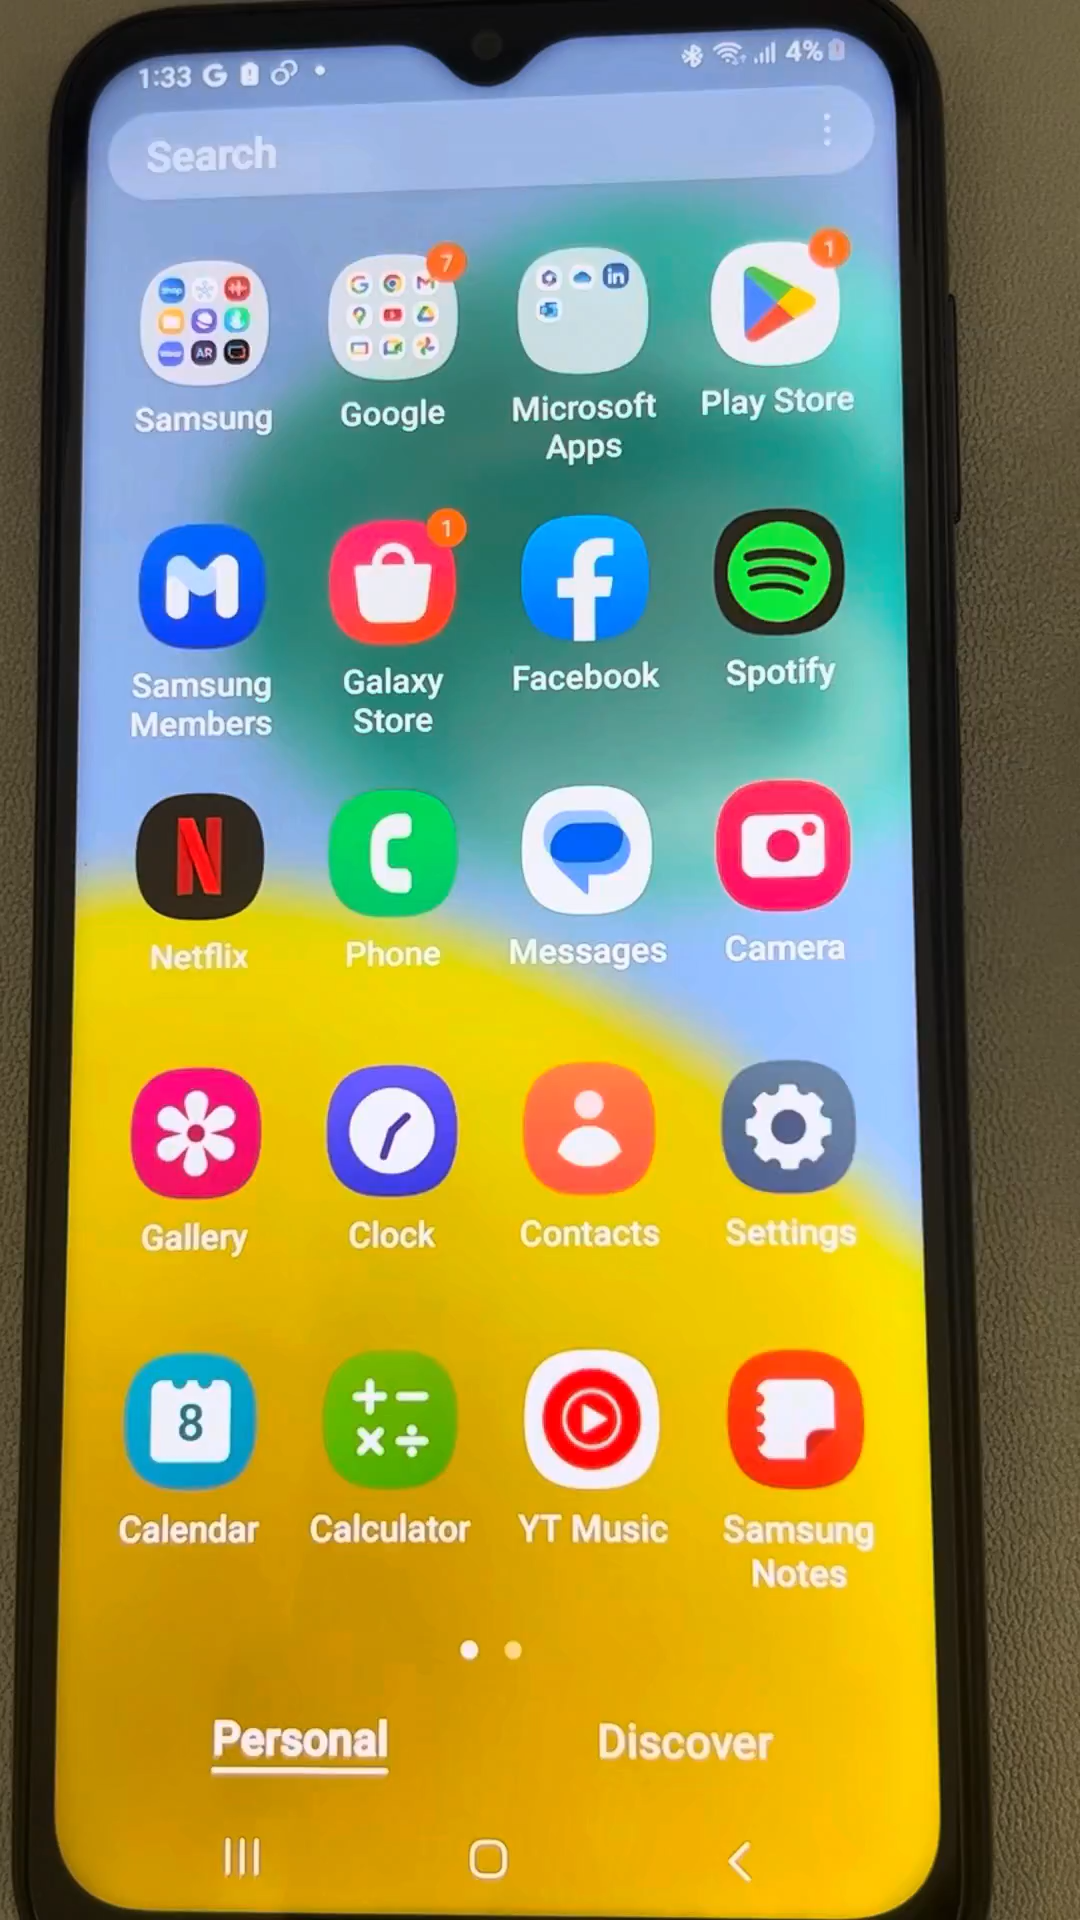 1:33 G 4%
Search
7
1
Samsung
Google
Microsoft
Apps
Play Store
1
Samsung
Members
Galaxy
Store
Facebook
Spotify
Netflix
Phone
Messages
Camera
Gallery
Clock
Contacts
Settings
8
Calendar
Calculator
YT Music
Samsung
Notes
Personal
Discover